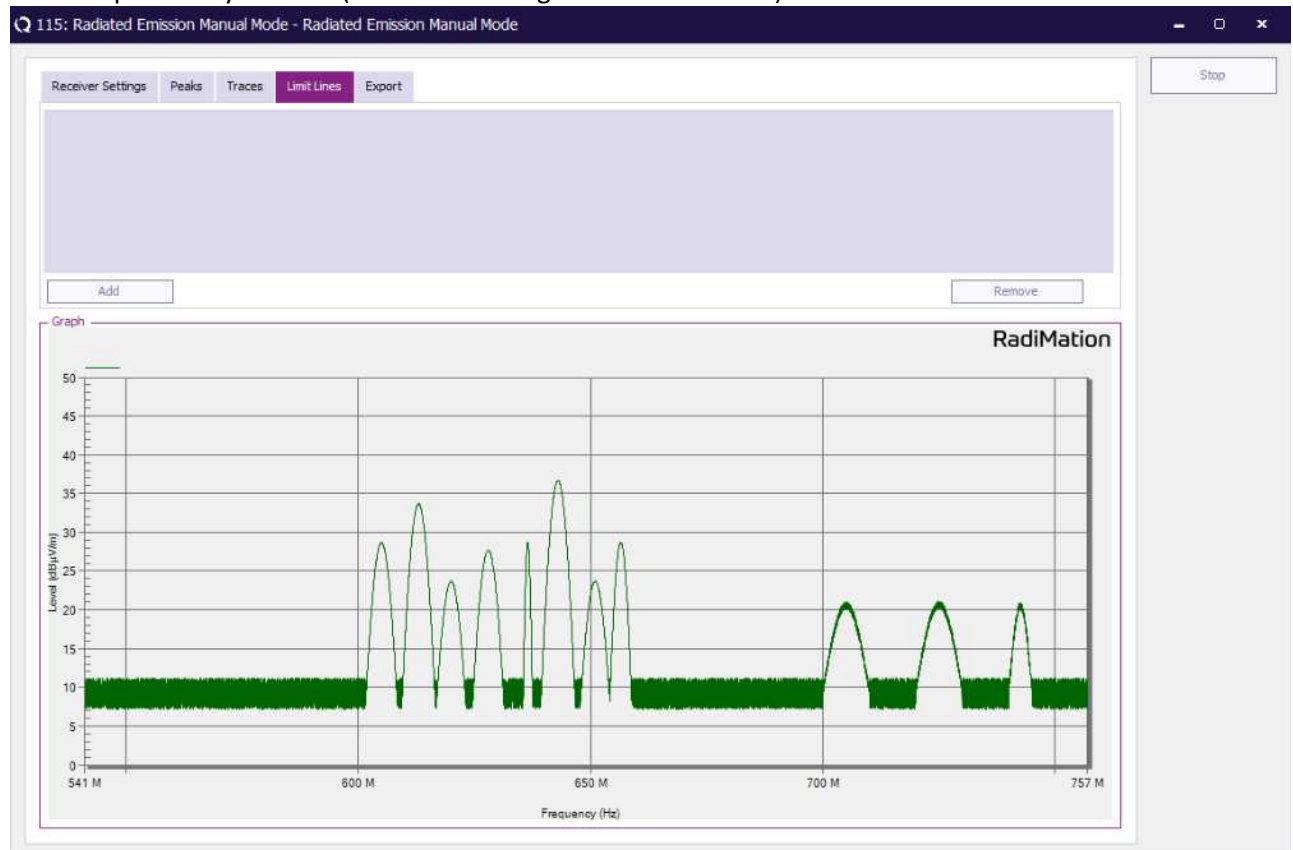 115: Radiated Emission Manual Mode - Radiated Emission Manual Mode
Stop
Receiver Settings Peaks Traces Limit Lines Export
Add Remove
Graph
RadiMation
50
45
40
35
30
25
20
15
10
5
0
Level (dBµV/m)
541 M 600 M 650 M 700 M 757 M
Frequency (Hz)